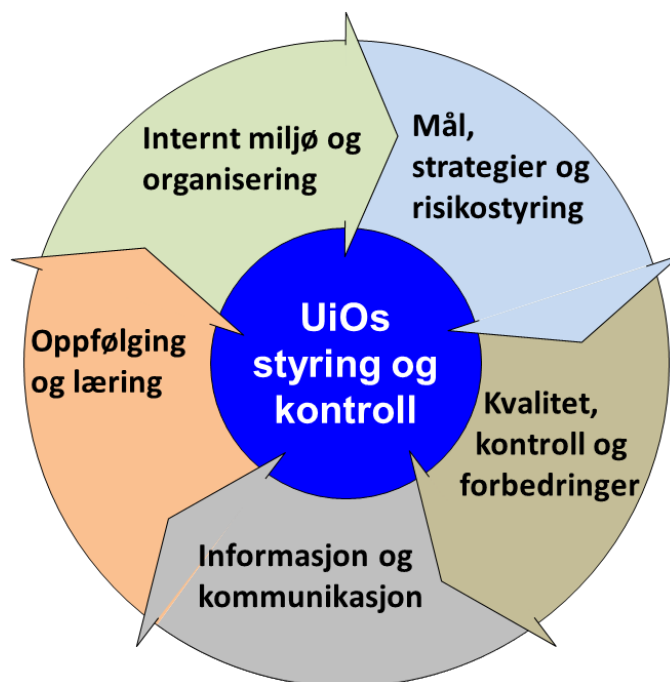 Internt miljø og
organisering
Mål,
strategier og
risikostyring
UiOs
styring og
kontroll
Oppfølging
og læring
Kvalitet,
kontroll og
forbedringer
Informasjon og
kommunikasjon